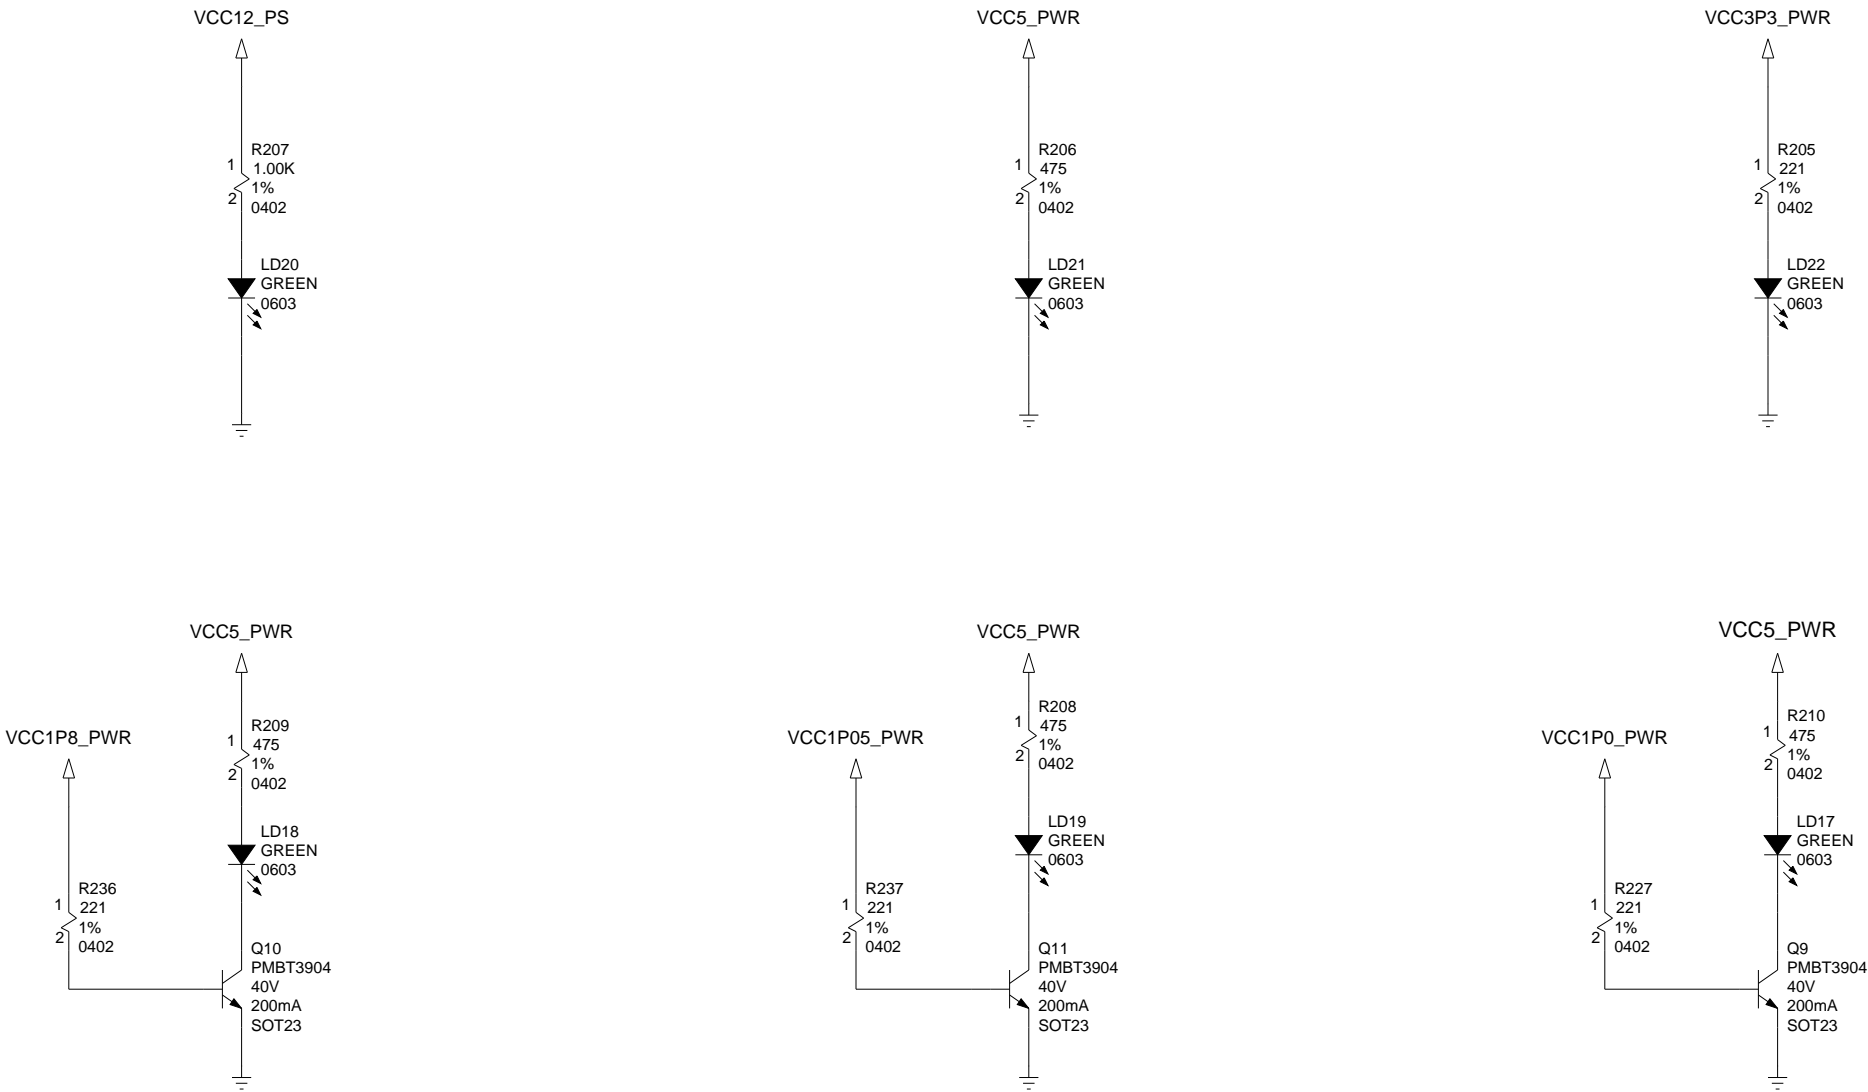 VCC12_PS
R207
1
1.00K
1%
2
0402
LD20
GREEN
0603
VCC5_PWR
R206
1
475
1%
2
0402
LD21
GREEN
0603
VCC3P3_PWR
R205
1
221
1%
2
0402
LD22
GREEN
0603
VCC5_PWR
R209
1
475
1%
2
0402
LD18
GREEN
0603
VCC1P8_PWR
R236
1
221
1%
2
0402
Q10
PMBT3904
40V
200mA
SOT23
VCC5_PWR
R208
1
475
1%
2
0402
LD19
GREEN
0603
VCC1P05_PWR
R237
1
221
1%
2
0402
Q11
PMBT3904
40V
200mA
SOT23
VCC5_PWR
R210
1
475
1%
2
0402
LD17
GREEN
0603
VCC1P0_PWR
R227
1
221
1%
2
0402
Q9
PMBT3904
40V
200mA
SOT23